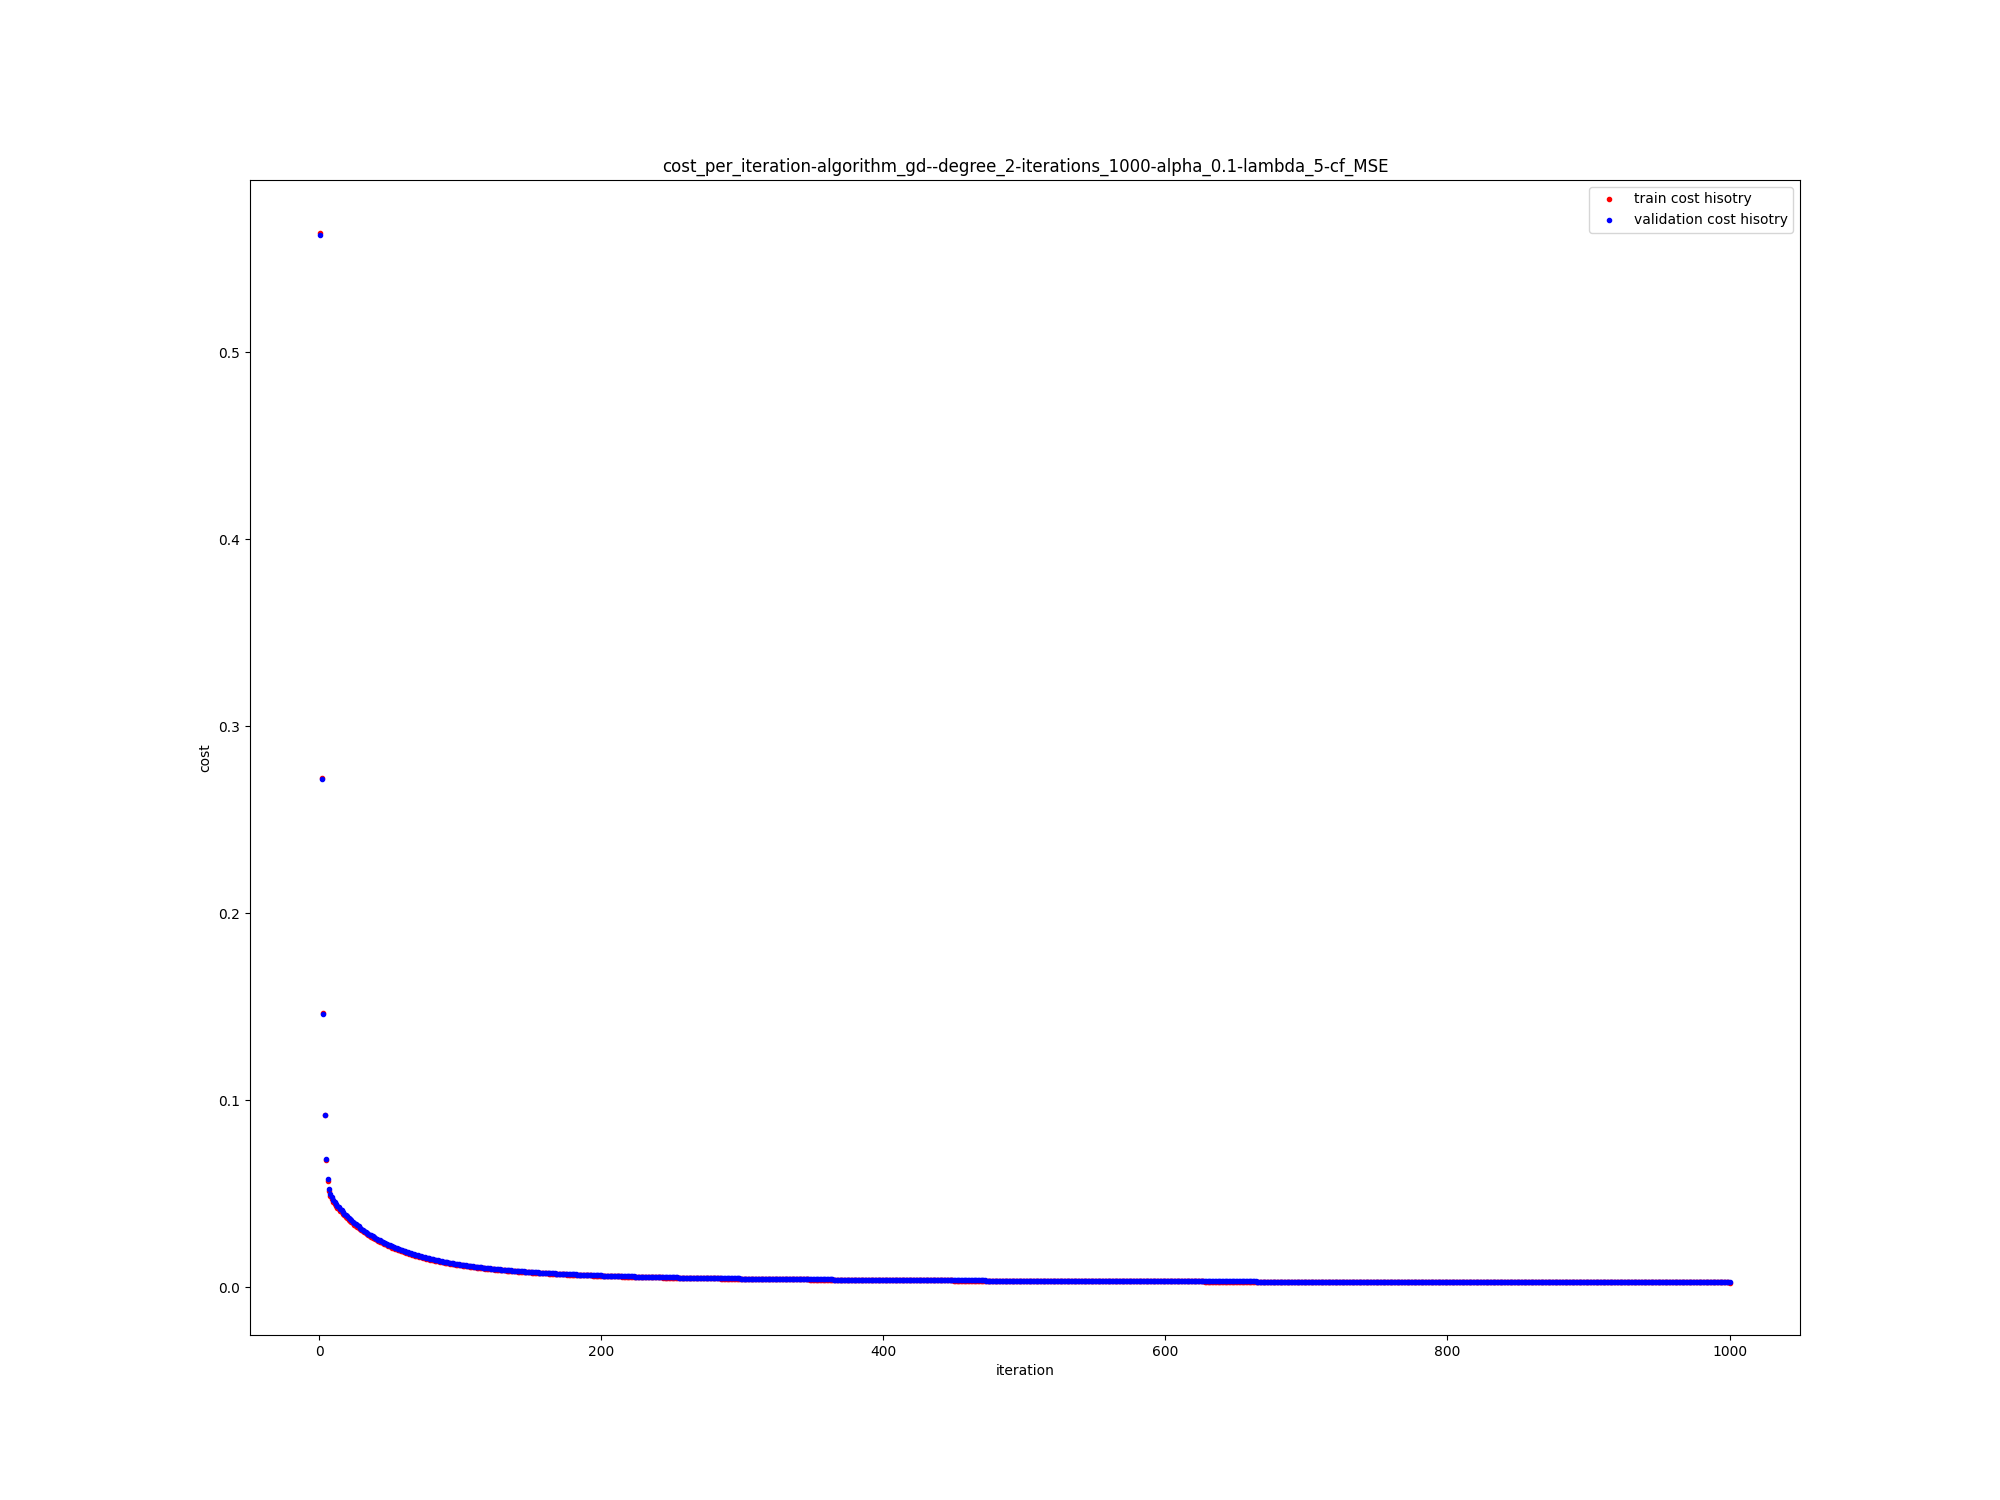 cost_per_iteration-algorithm_gd--degree_2-iterations_1000-alpha_0.1-lambda_5-cf_MSE
train cost hisotry
validation cost hisotry
0.5
0.4
0.3
cost
0.2
0.1
0.0
0 200 400 600 800 1000
iteration